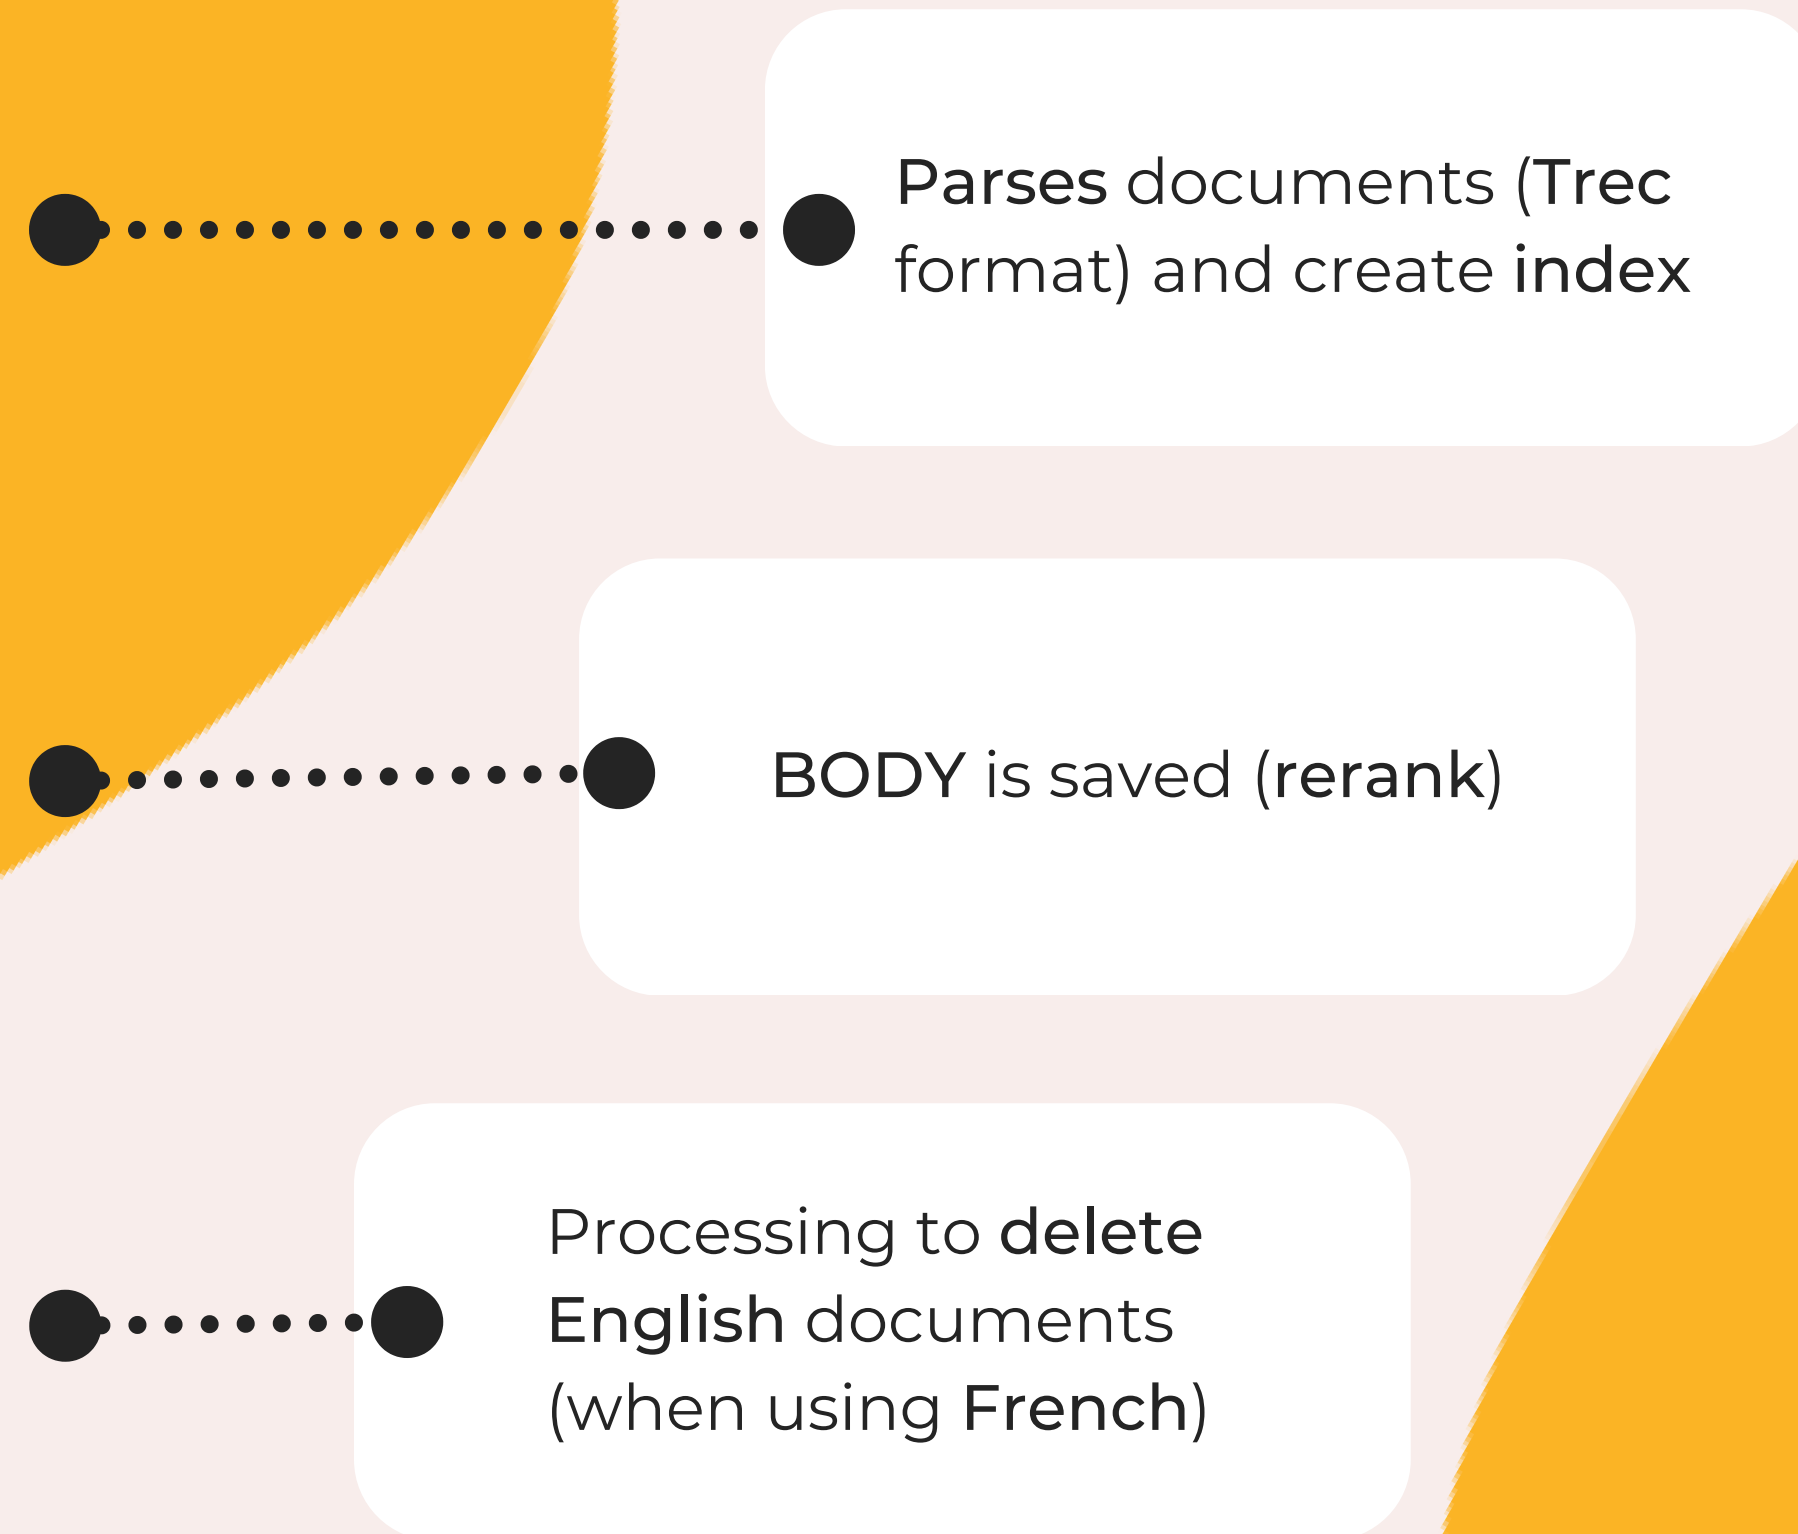 Parses documents (Trec
format) and create index
BODY is saved (rerank)
Processing to delete
English documents
(when using French)